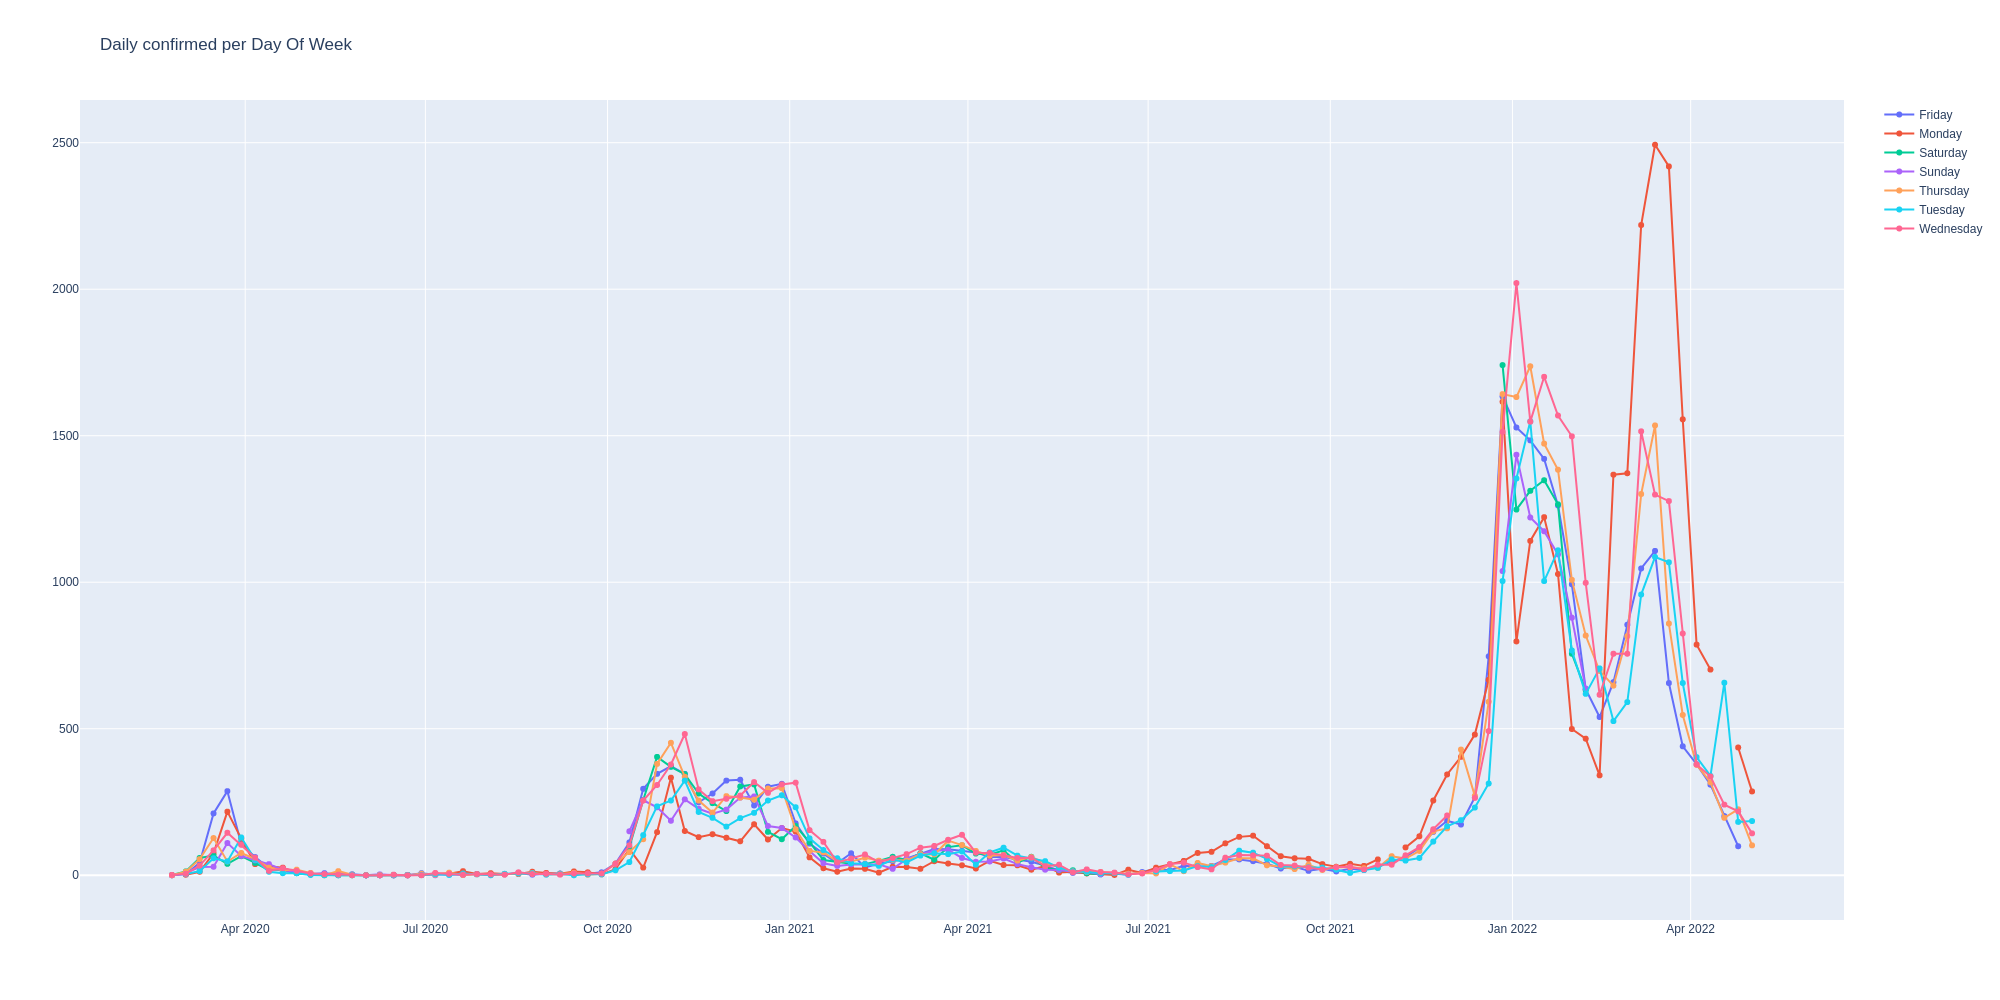 Daily confirmed per Day Of Week
Friday
Monday
Saturday
Sunday
Thursday
Tuesday
Wednesday
2500
2000
1500
1000
500
0
Apr 2020
Jul 2020
Oct 2020
Jan 2021
Apr 2021
Jul 2021
Oct 2021
Jan 2022
Apr 2022